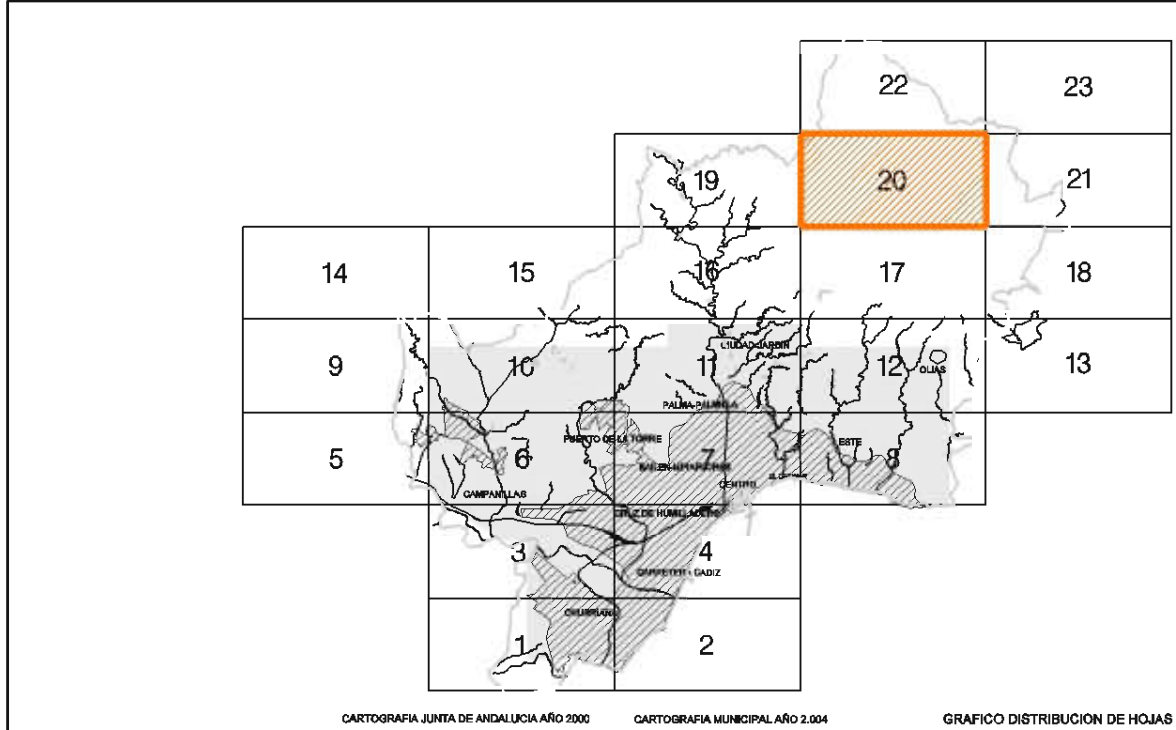 22 23
19 20 21
14 15 16 17 18
CIUDAD JARDIN
9 10 11 12 13
OLIAS
PALMA-PALMILLA
PUERTO DE LA TORRE ESTE
5 6 7 8
CENTRO
CAMPANILLAS
CRUZ DE HUMILLADERO
3 4
CARRETERA CADIZ
CHURRIANA
1 2
CARTOGRAFIA JUNTA DE ANDALUCIA AÑO 2000 CARTOGRAFIA MUNICIPAL AÑO 2.004 GRAFICO DISTRIBUCION DE HOJAS